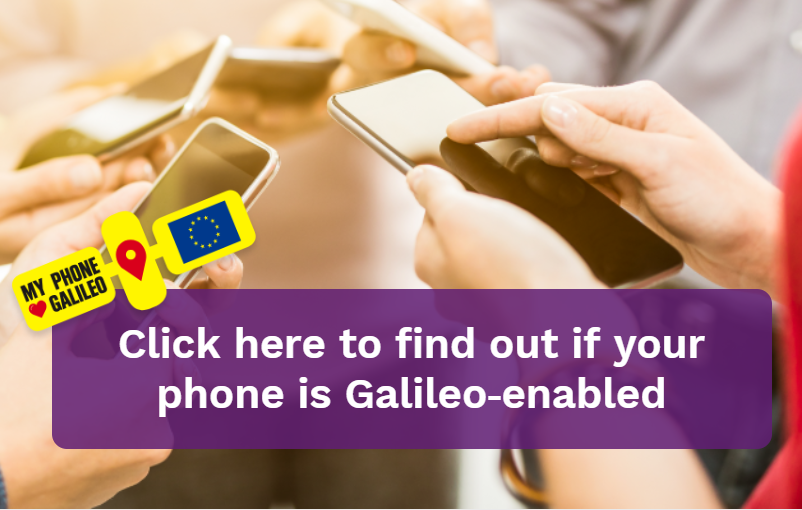 MY PHONE
GALILEO
Click here to find out if your
phone is Galileo-enabled